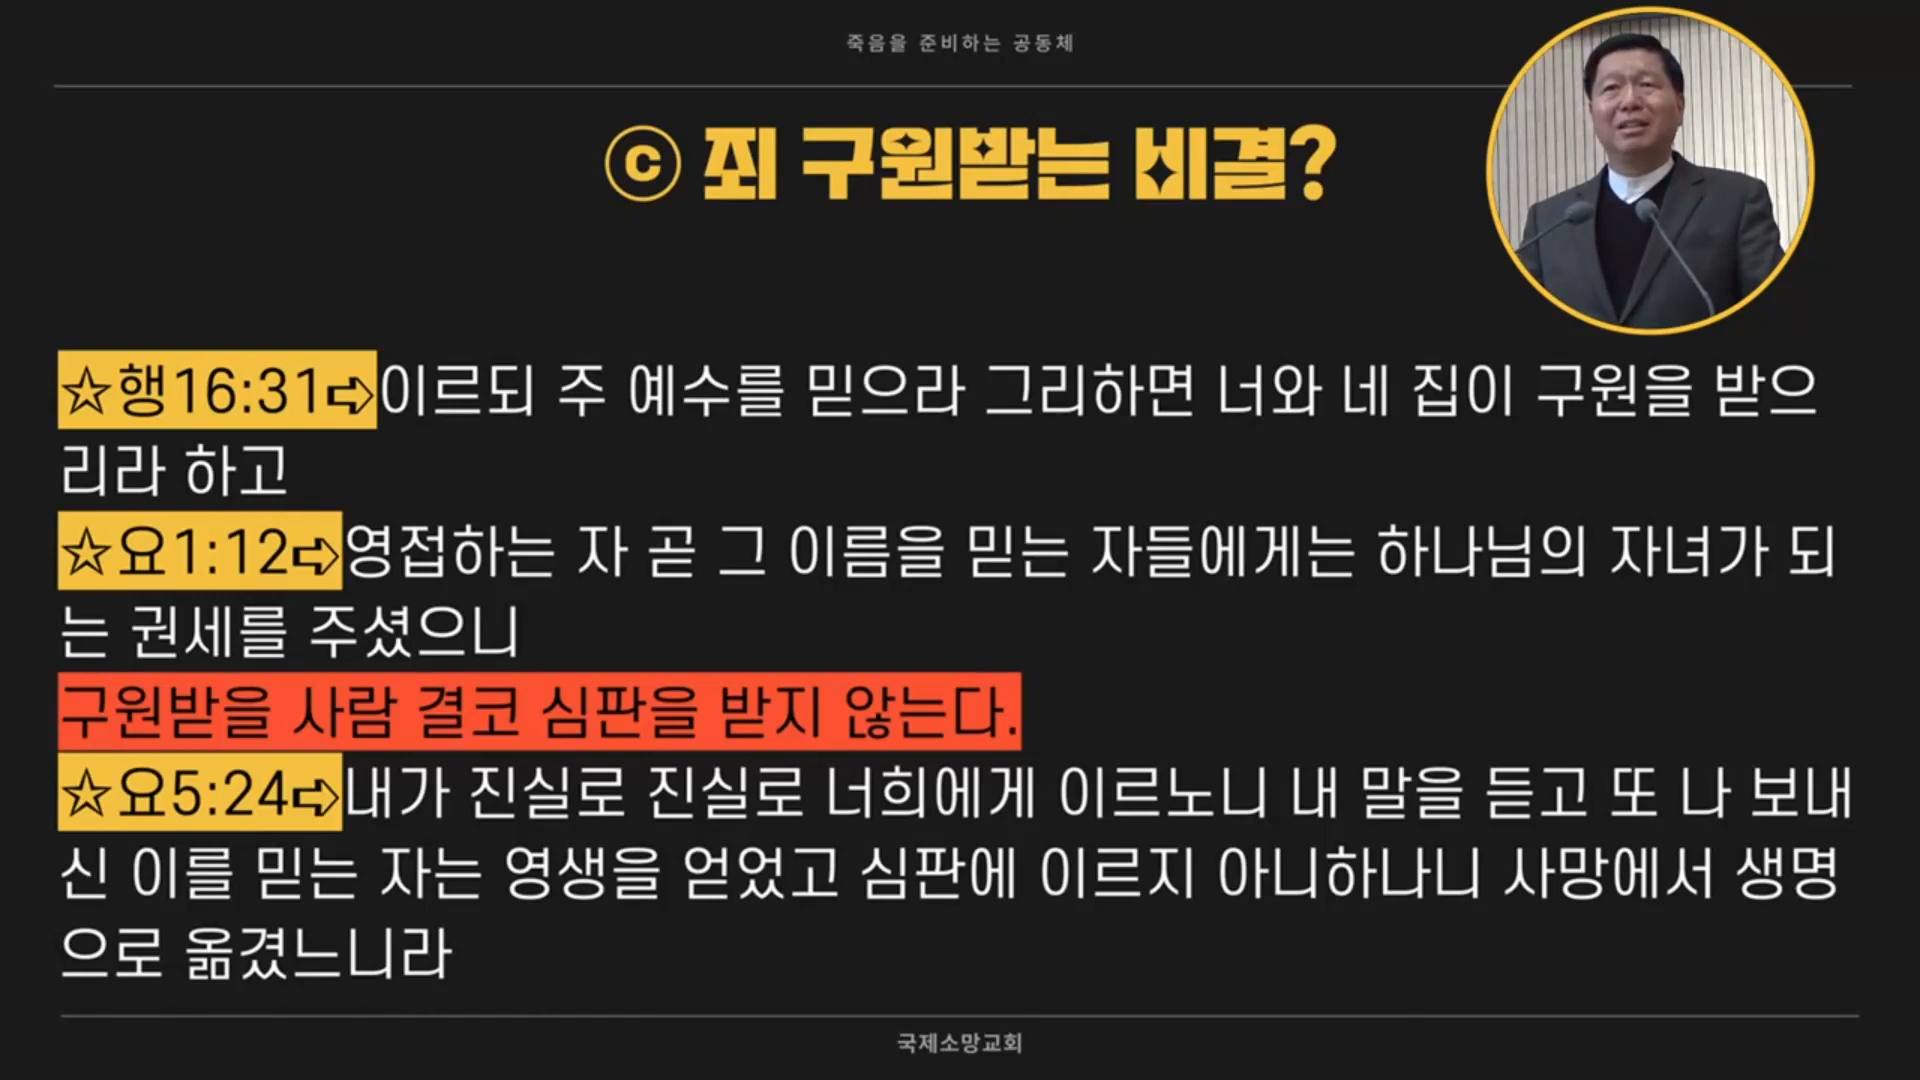 죽음을 준비하는 공동체
ⓒ 죄 구원받는 비결?
☆행16:31➩이르되 주 예수를 믿으라 그리하면 너와 네 집이 구원을 받으
리라 하고
☆요1:12➩영접하는 자 곧 그 이름을 믿는 자들에게는 하나님의 자녀가 되
는 권세를 주셨으니
구원받을 사람 결코 심판을 받지 않는다.
☆요5:24➩내가 진실로 진실로 너희에게 이르노니 내 말을 듣고 또 나 보내
신 이를 믿는 자는 영생을 얻었고 심판에 이르지 아니하나니 사망에서 생명
으로 옮겼느니라
국제소망교회